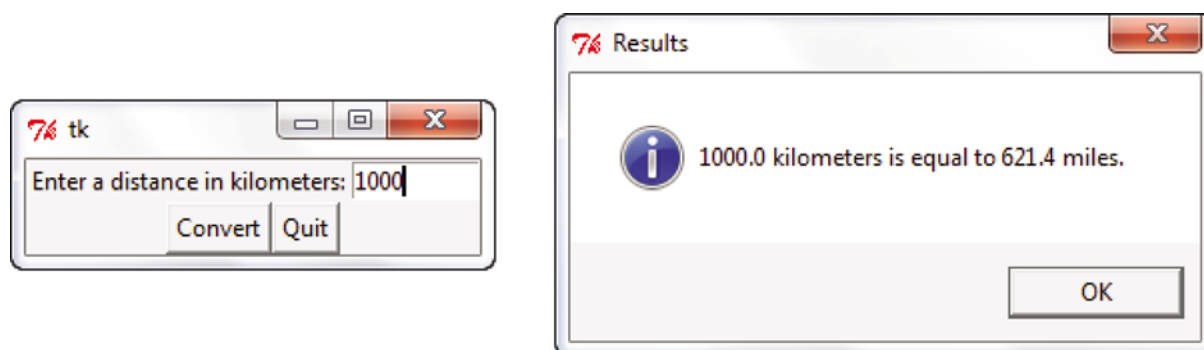 tk
Enter a distance in kilometers: 1000
Convert Quit
Results
1000.0 kilometers is equal to 621.4 miles.
OK